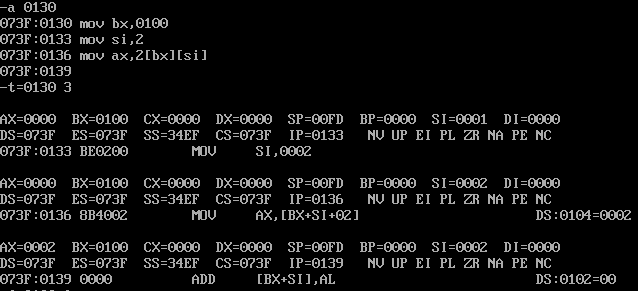 -a 0130
073F:0130 mov bx,0100
073F:0133 mov si,2
073F:0136 mov ax,2[bx][si]
073F:0139
-t=0130 3
AX=0000 BX=0100 CX=0000 DX=0000 SP=00FD BP=0000 SI=0001 DI=0000
DS=073F ES=073F SS=34EF CS=073F IP=0133 NV UP EI PL ZR NA PE NC
073F:0133 BE0200 MOV SI,0002
AX=0000 BX=0100 CX=0000 DX=0000 SP=00FD BP=0000 SI=0002 DI=0000
DS=073F ES=073F SS=34EF CS=073F IP=0136 NV UP EI PL ZR NA PE NC
073F:0136 8B4002 MOV AX,[BX+SI+02] DS:0104=0002
AX=0002 BX=0100 CX=0000 DX=0000 SP=00FD BP=0000 SI=0002 DI=0000
DS=073F ES=073F SS=34EF CS=073F IP=0139 NV UP EI PL ZR NA PE NC
073F:0139 0000 ADD [BX+SI],AL DS:0102=00